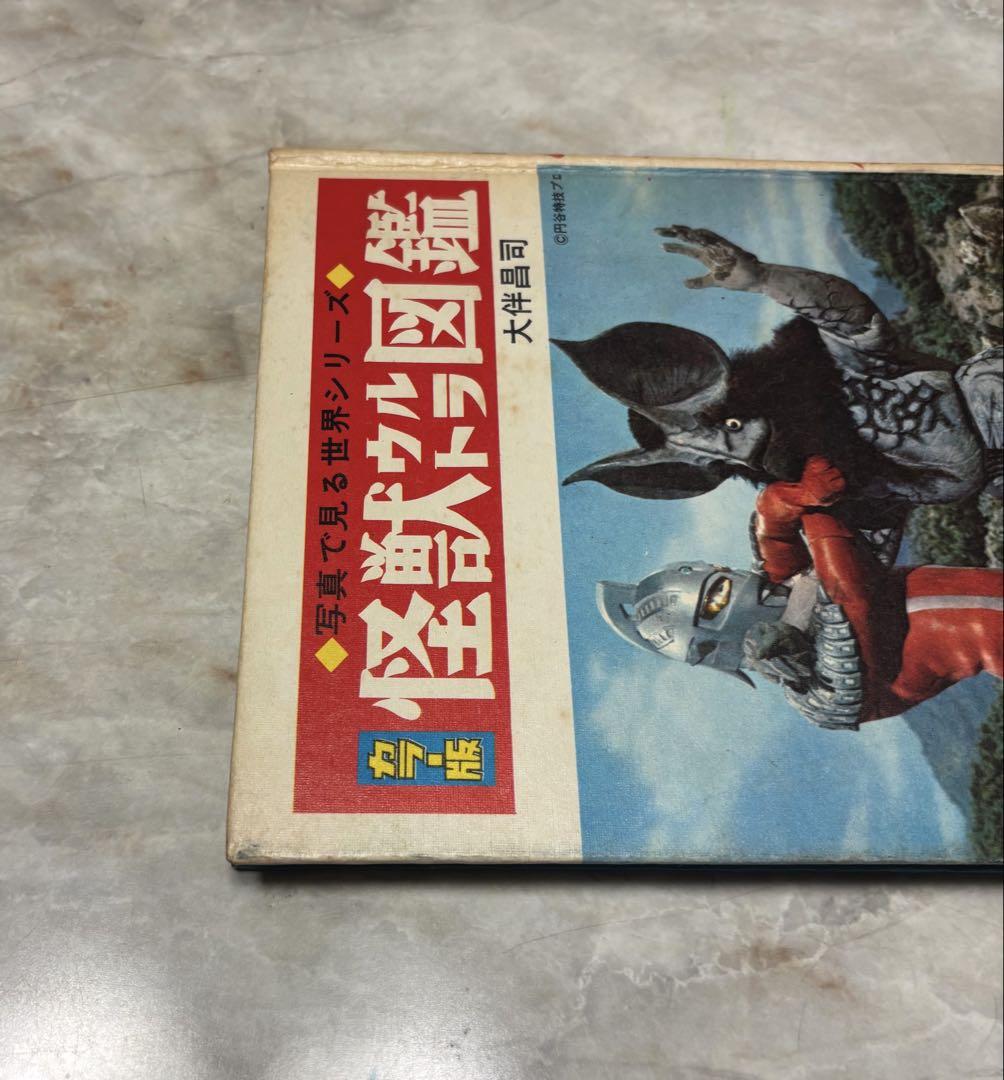 ◆写真で見る世界シリーズ◆
カラー版
怪獣ウルトラ図鑑
大伴昌司
©円谷特技プロ